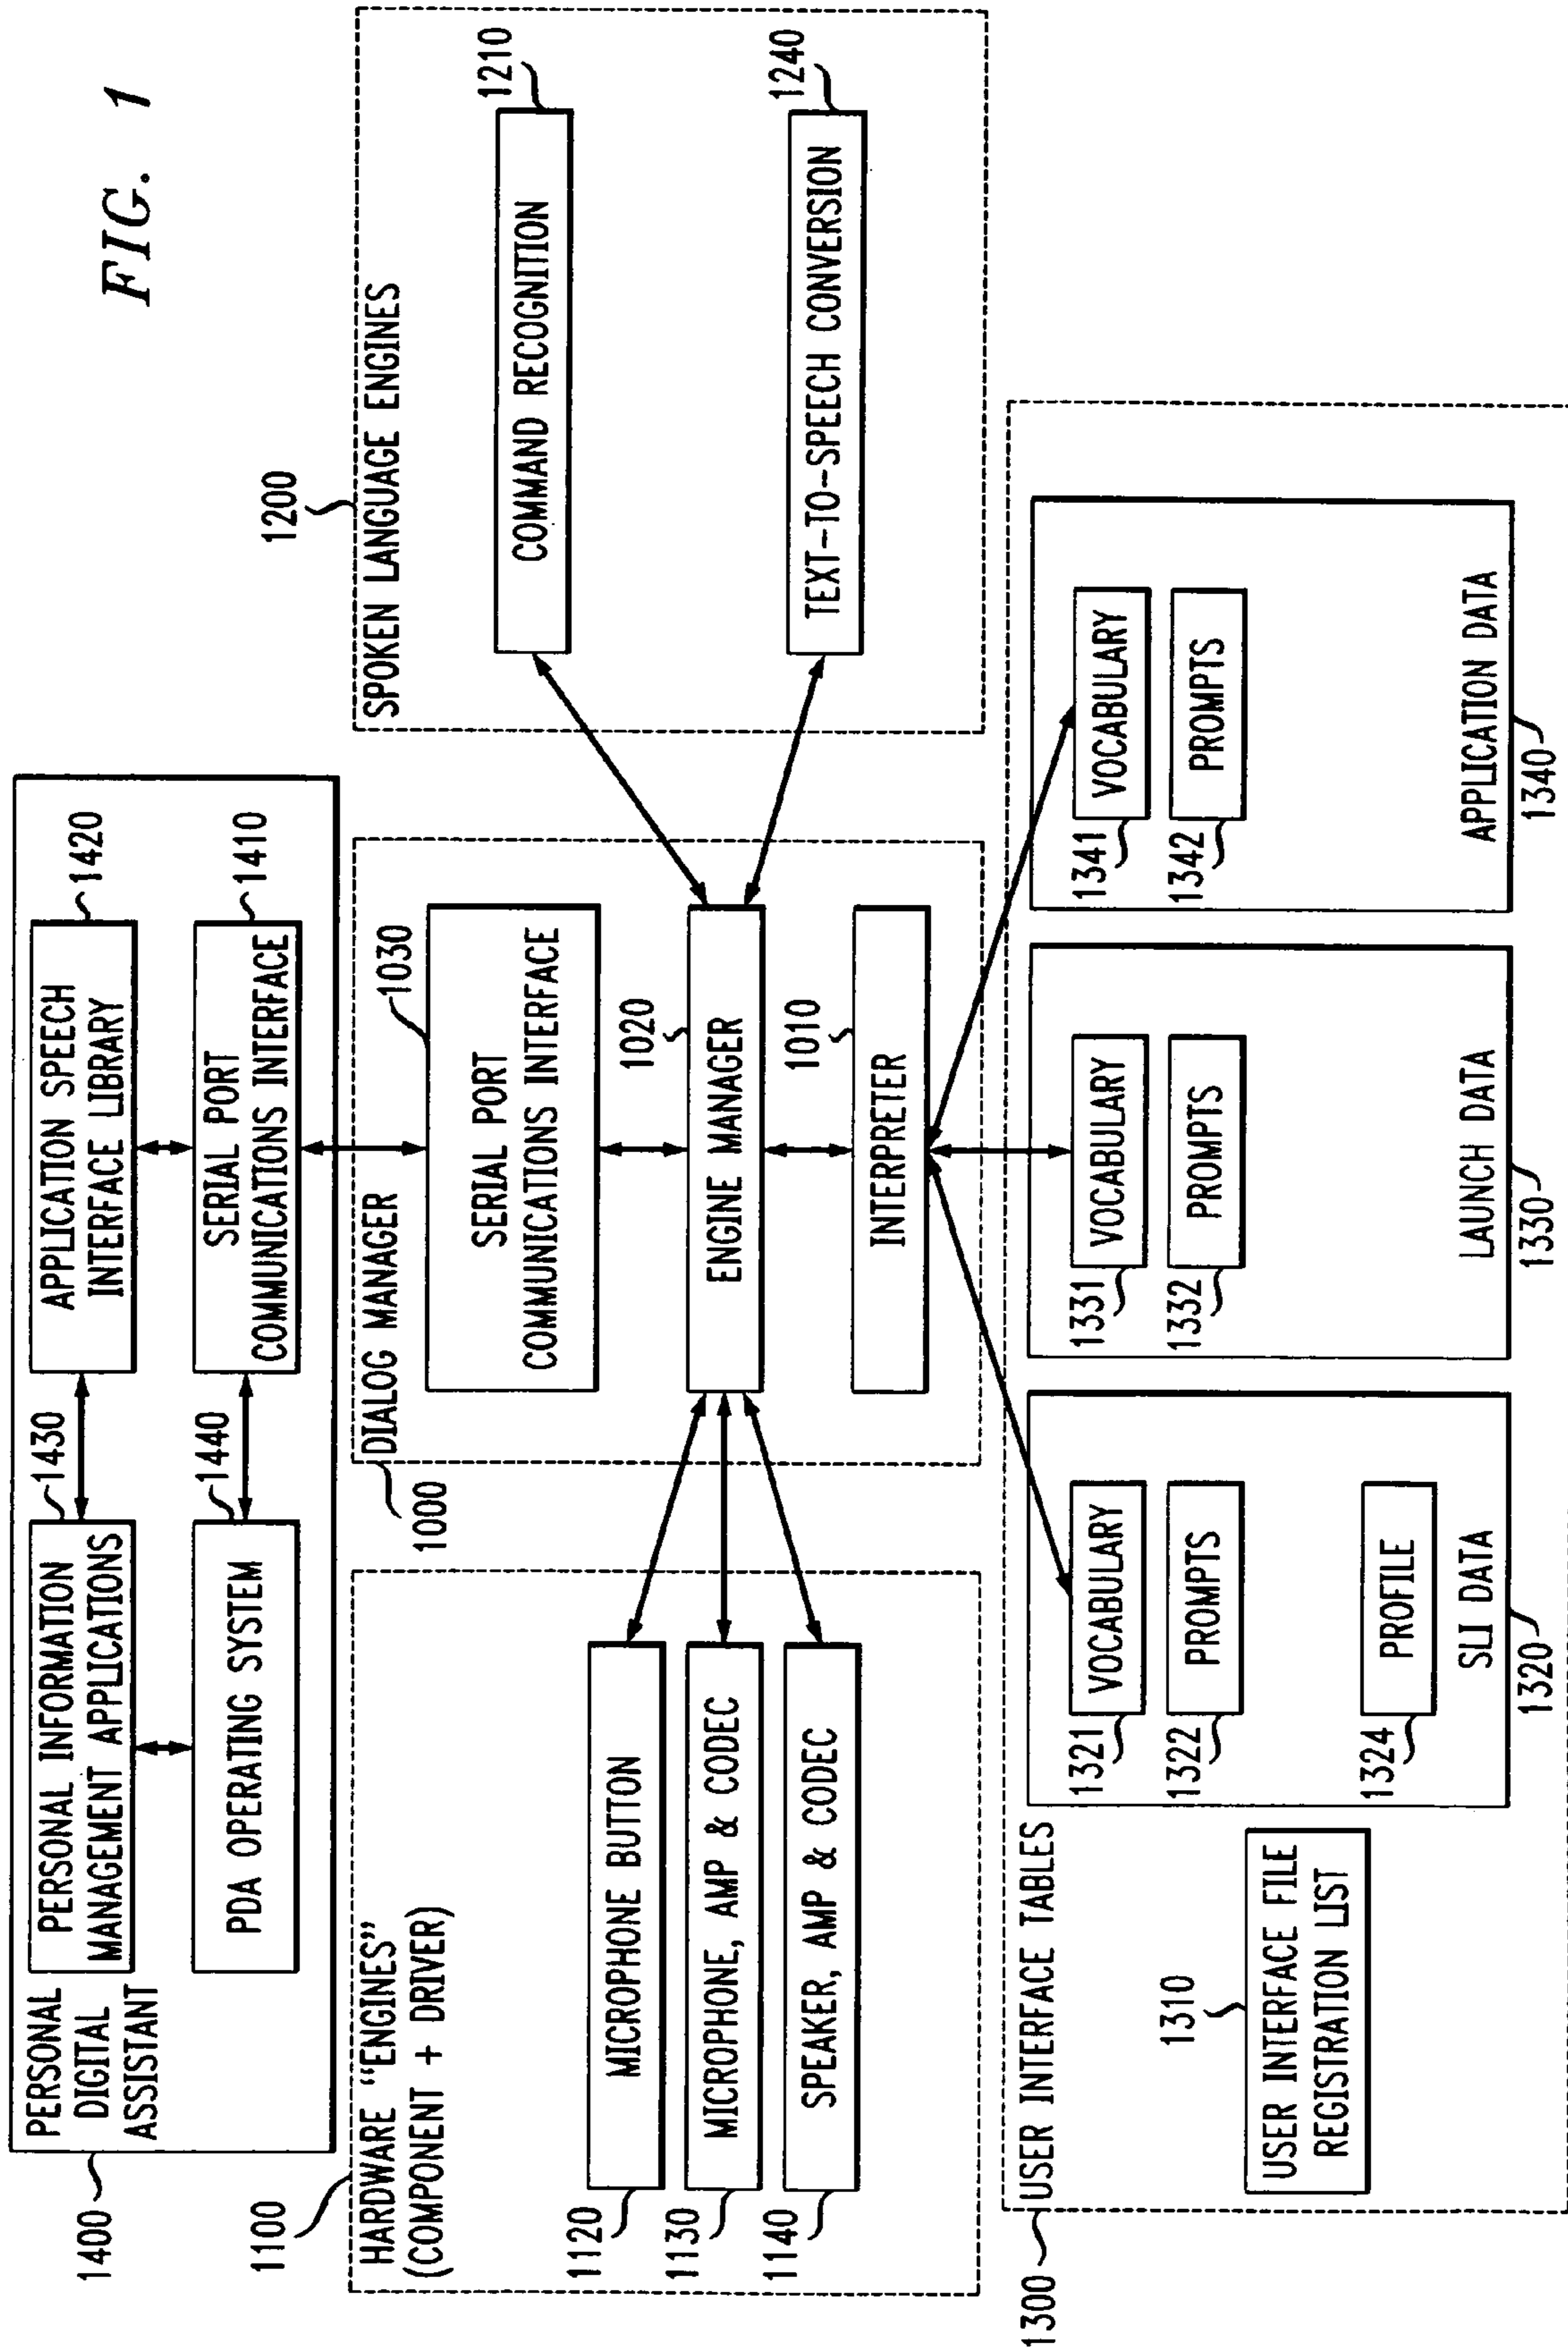 FIG. 1
PERSONAL
DIGITAL
ASSISTANT
1400
PERSONAL INFORMATION
MANAGEMENT APPLICATIONS
1430
APPLICATION SPEECH
INTERFACE LIBRARY
1420
PDA OPERATING SYSTEM
1440
SERIAL PORT
COMMUNICATIONS INTERFACE
1410
1100
HARDWARE "ENGINES"
(COMPONENT + DRIVER)
1120
MICROPHONE BUTTON
1130
MICROPHONE, AMP & CODEC
1140
SPEAKER, AMP & CODEC
1000
DIALOG MANAGER
1030
SERIAL PORT
COMMUNICATIONS INTERFACE
1020
ENGINE MANAGER
1010
INTERPRETER
1200
SPOKEN LANGUAGE ENGINES
COMMAND RECOGNITION
1210
TEXT-TO-SPEECH CONVERSION
1240
1300
USER INTERFACE TABLES
1310
USER INTERFACE FILE
REGISTRATION LIST
1321
VOCABULARY
1322
PROMPTS
1324
PROFILE
SLI DATA
1320
1331
VOCABULARY
1332
PROMPTS
LAUNCH DATA
1330
1341
VOCABULARY
1342
PROMPTS
APPLICATION DATA
1340